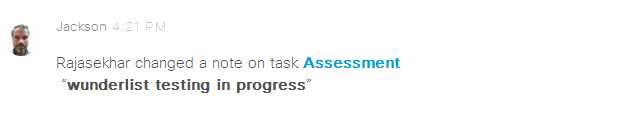 Jackson 4:21 PM
Rajasekhar changed a note on task Assessment
“wunderlist testing in progress”